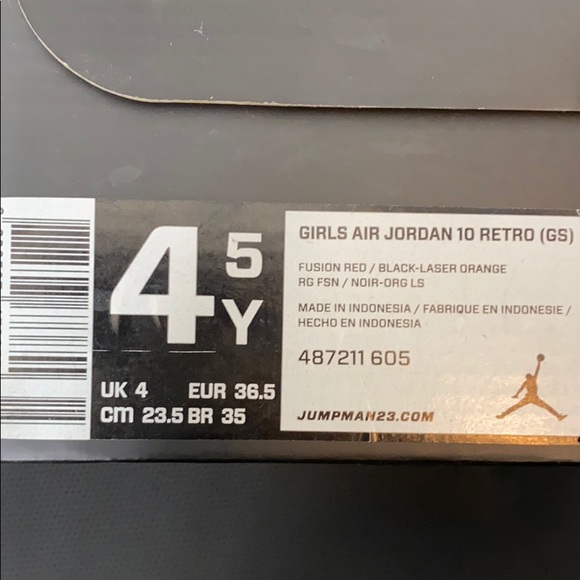 4 5
Y
UK 4 EUR 36.5
CM 23.5 BR 35
GIRLS AIR JORDAN 10 RETRO (GS)
FUSION RED / BLACK-LASER ORANGE
RG FSN / NOIR-ORG LS
MADE IN INDONESIA / FABRIQUE EN INDONESIE /
HECHO EN INDONESIA
487211 605
JUMPMAN23.COM